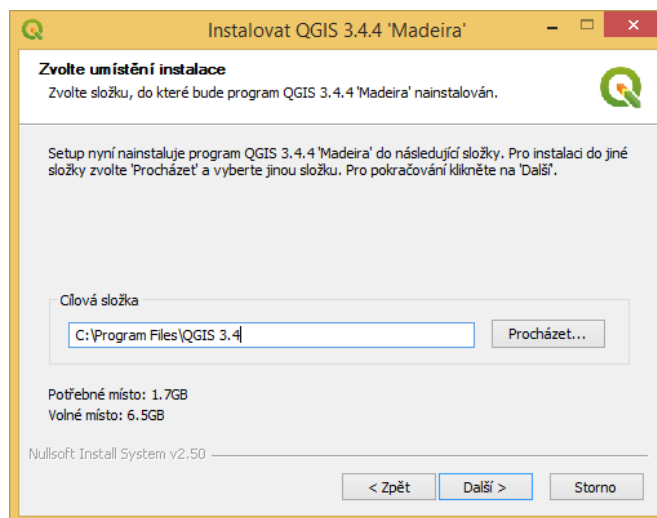 Instalovat QGIS 3.4.4 'Madeira'
Zvolte umístění instalace
Zvolte složku, do které bude program QGIS 3.4.4 'Madeira' nainstalován.
Setup nyní nainstaluje program QGIS 3.4.4 'Madeira' do následující složky. Pro instalaci do jiné
složky zvolte 'Procházet' a vyberte jinou složku. Pro pokračování klikněte na 'Další'.
Cílová složka
C:\Program Files\QGIS 3.4
Procházet...
Potřebné místo: 1.7GB
Volné místo: 6.5GB
Nullsoft Install System v2.50
< Zpět
Další >
Storno